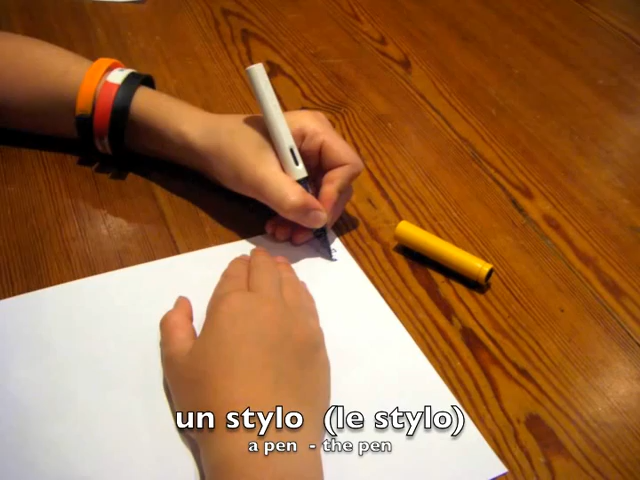 un stylo (le stylo)
a pen - the pen